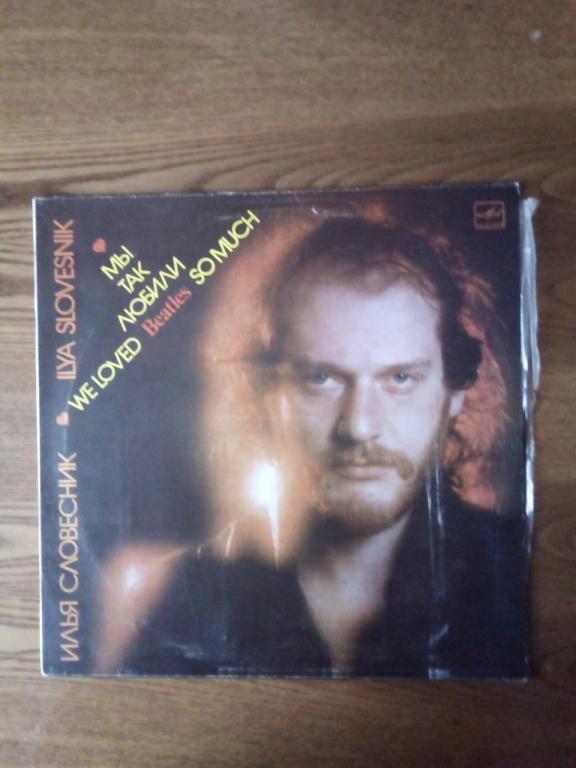 ИЛЬЯ СЛОВЕСНИК
ILYA SLOVESNIK
МЫ
ТАК
ЛЮБИЛИ
WE LOVED Beatles SO MUCH